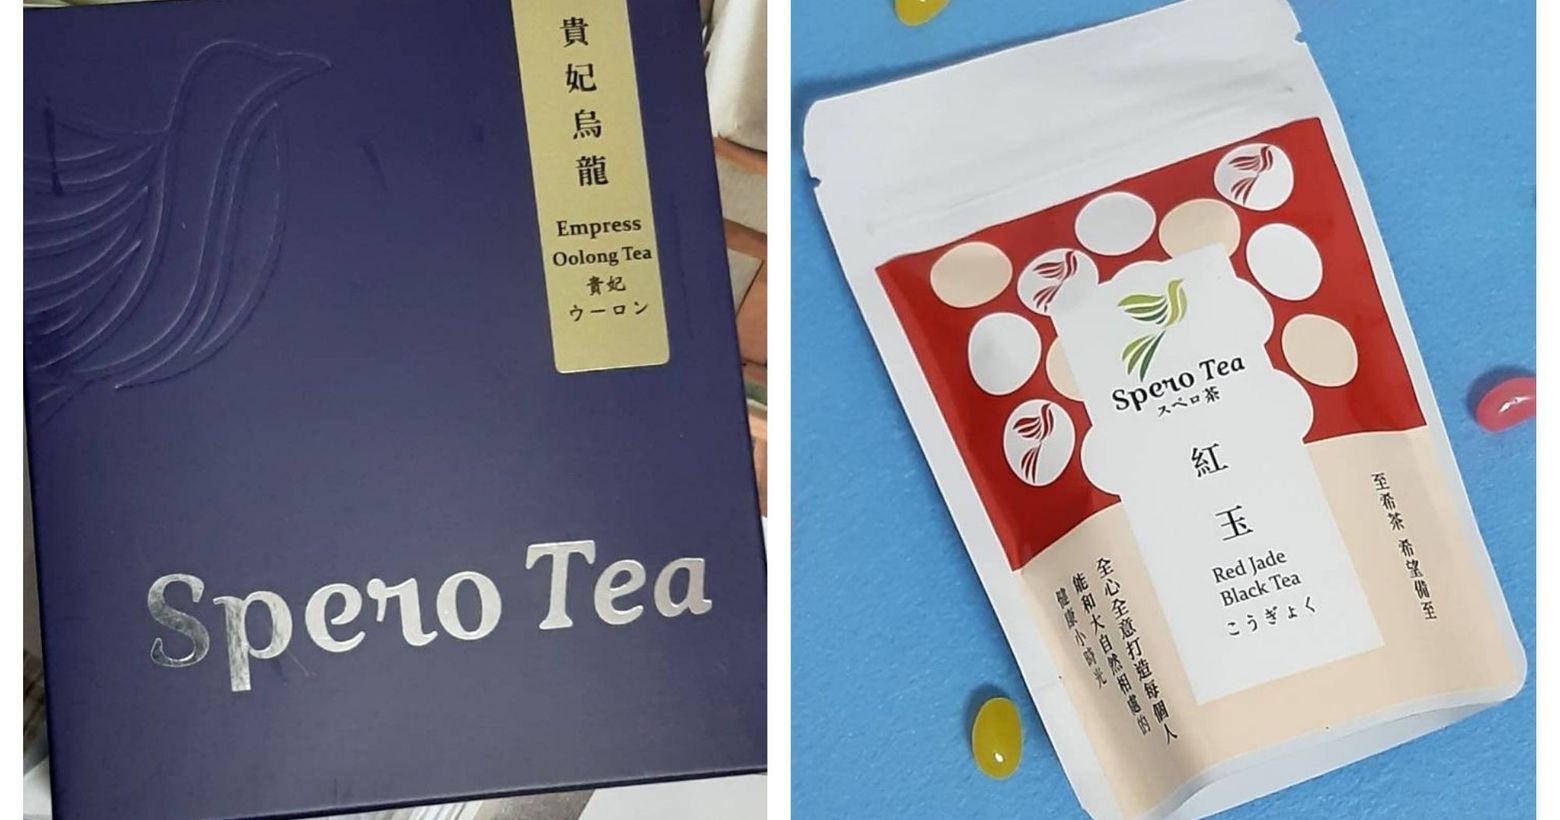 貴妃烏龍
Empress
Oolong Tea
貴妃
ウーロン
Spero Tea
Spero Tea
スペロ茶
紅玉
Red Jade
Black Tea
こうぎょく
至希茶 希望備至
全心全意打造每個人
能和大自然相處的
健康小時光